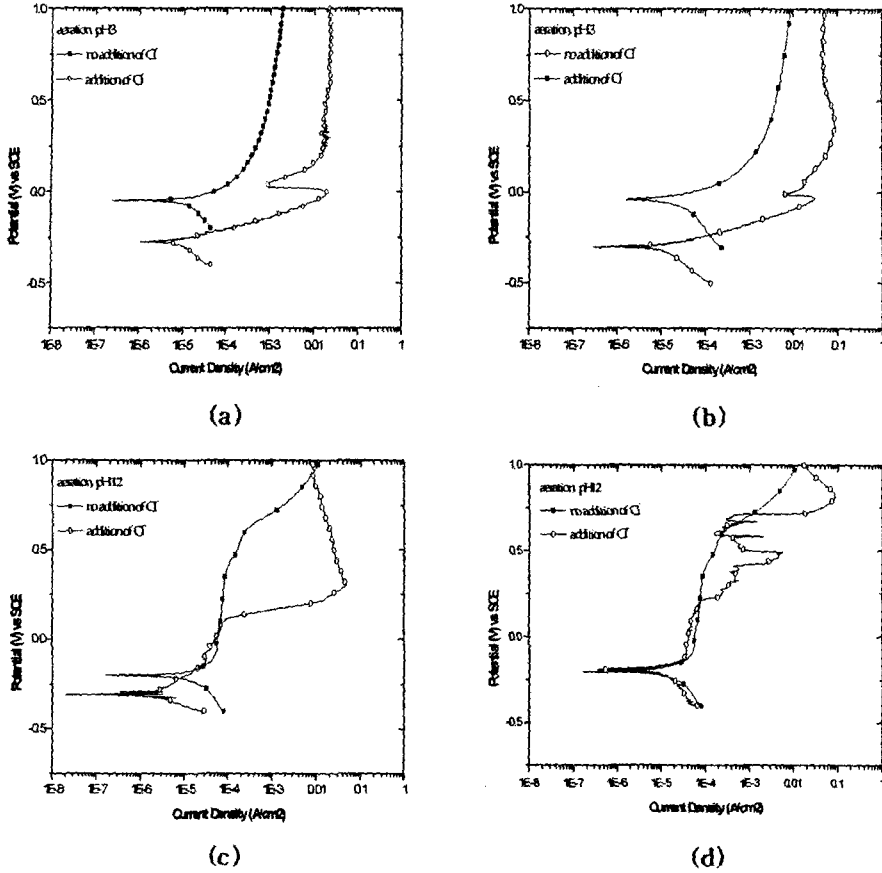 1.0
0.5
0.0
-0.5
Potential (V) vs SCE
aeration, pH3
no addition of Cl-
addition of Cl-
1E-8 1E-7 1E-6 1E-5 1E-4 1E-3 0.01 0.1 1
Current Density (A/cm2)
(a)
1.0
0.5
0.0
-0.5
Potential (V) vs SCE
aeration, pH3
no addition of Cl-
addition of Cl-
1E-8 1E-7 1E-6 1E-5 1E-4 1E-3 0.01 0.1 1
Current Density (A/cm2)
(b)
1.0
0.5
0.0
-0.5
Potential (V) vs SCE
aeration, pH12
no addition of Cl-
addition of Cl-
1E-8 1E-7 1E-6 1E-5 1E-4 1E-3 0.01 0.1 1
Current Density (A/cm2)
(c)
1.0
0.5
0.0
-0.5
Potential (V) vs SCE
aeration, pH12
no addition of Cl-
addition of Cl-
1E-8 1E-7 1E-6 1E-5 1E-4 1E-3 0.01 0.1 1
Current Density (A/cm2)
(d)